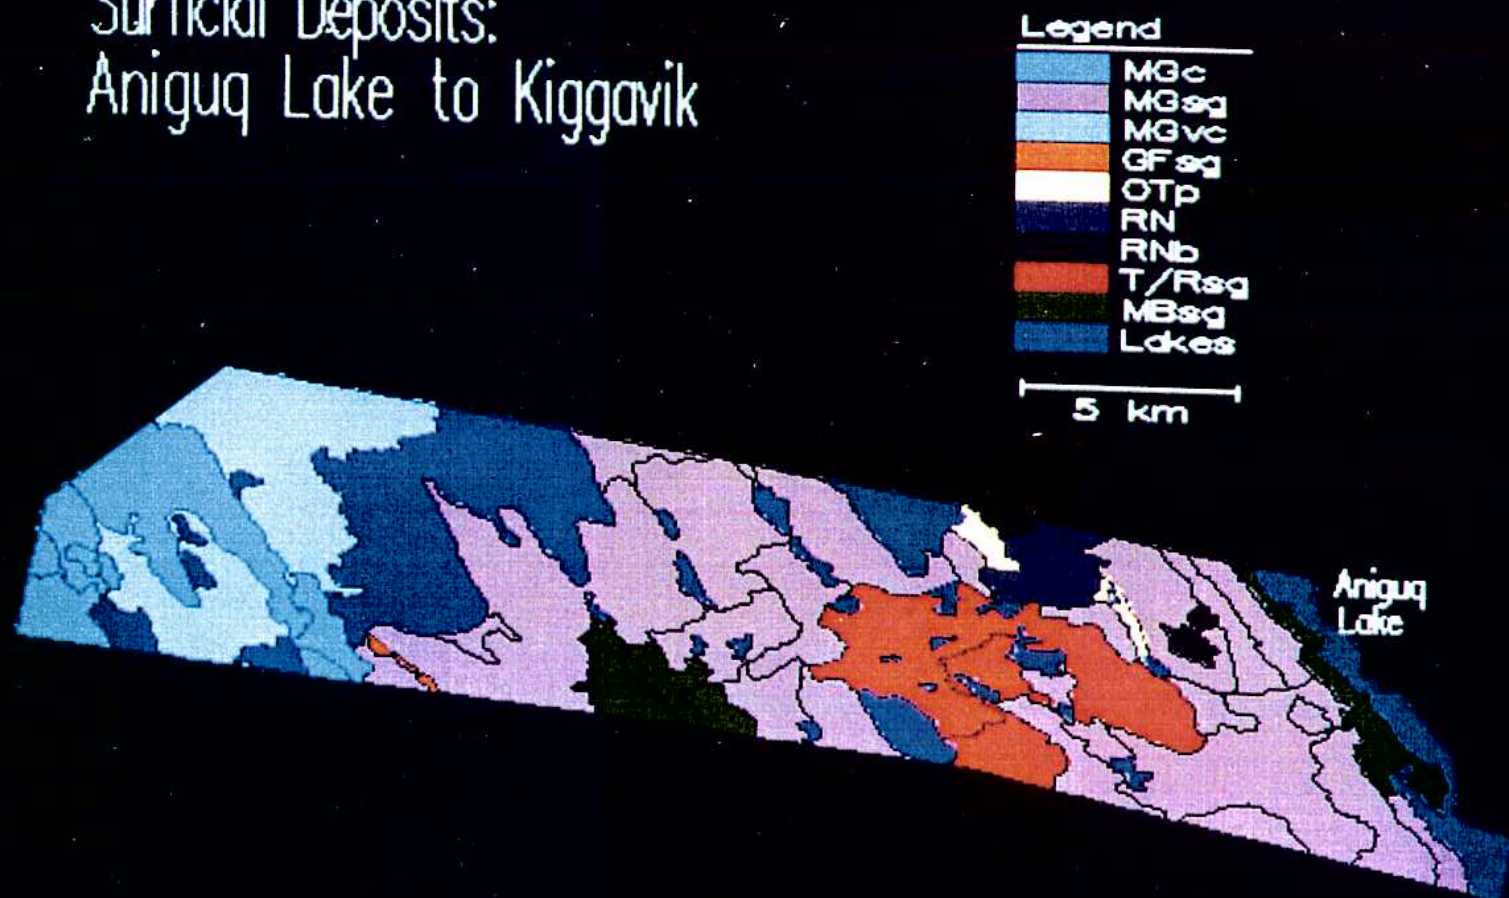 Surficial Deposits:
Aniguq Lake to Kiggavik
Legend
MGc
MGsg
MGvc
GFsg
OTp
RN
RNb
T/Rsg
MBsg
Lakes
5 km
Aniguq
Lake